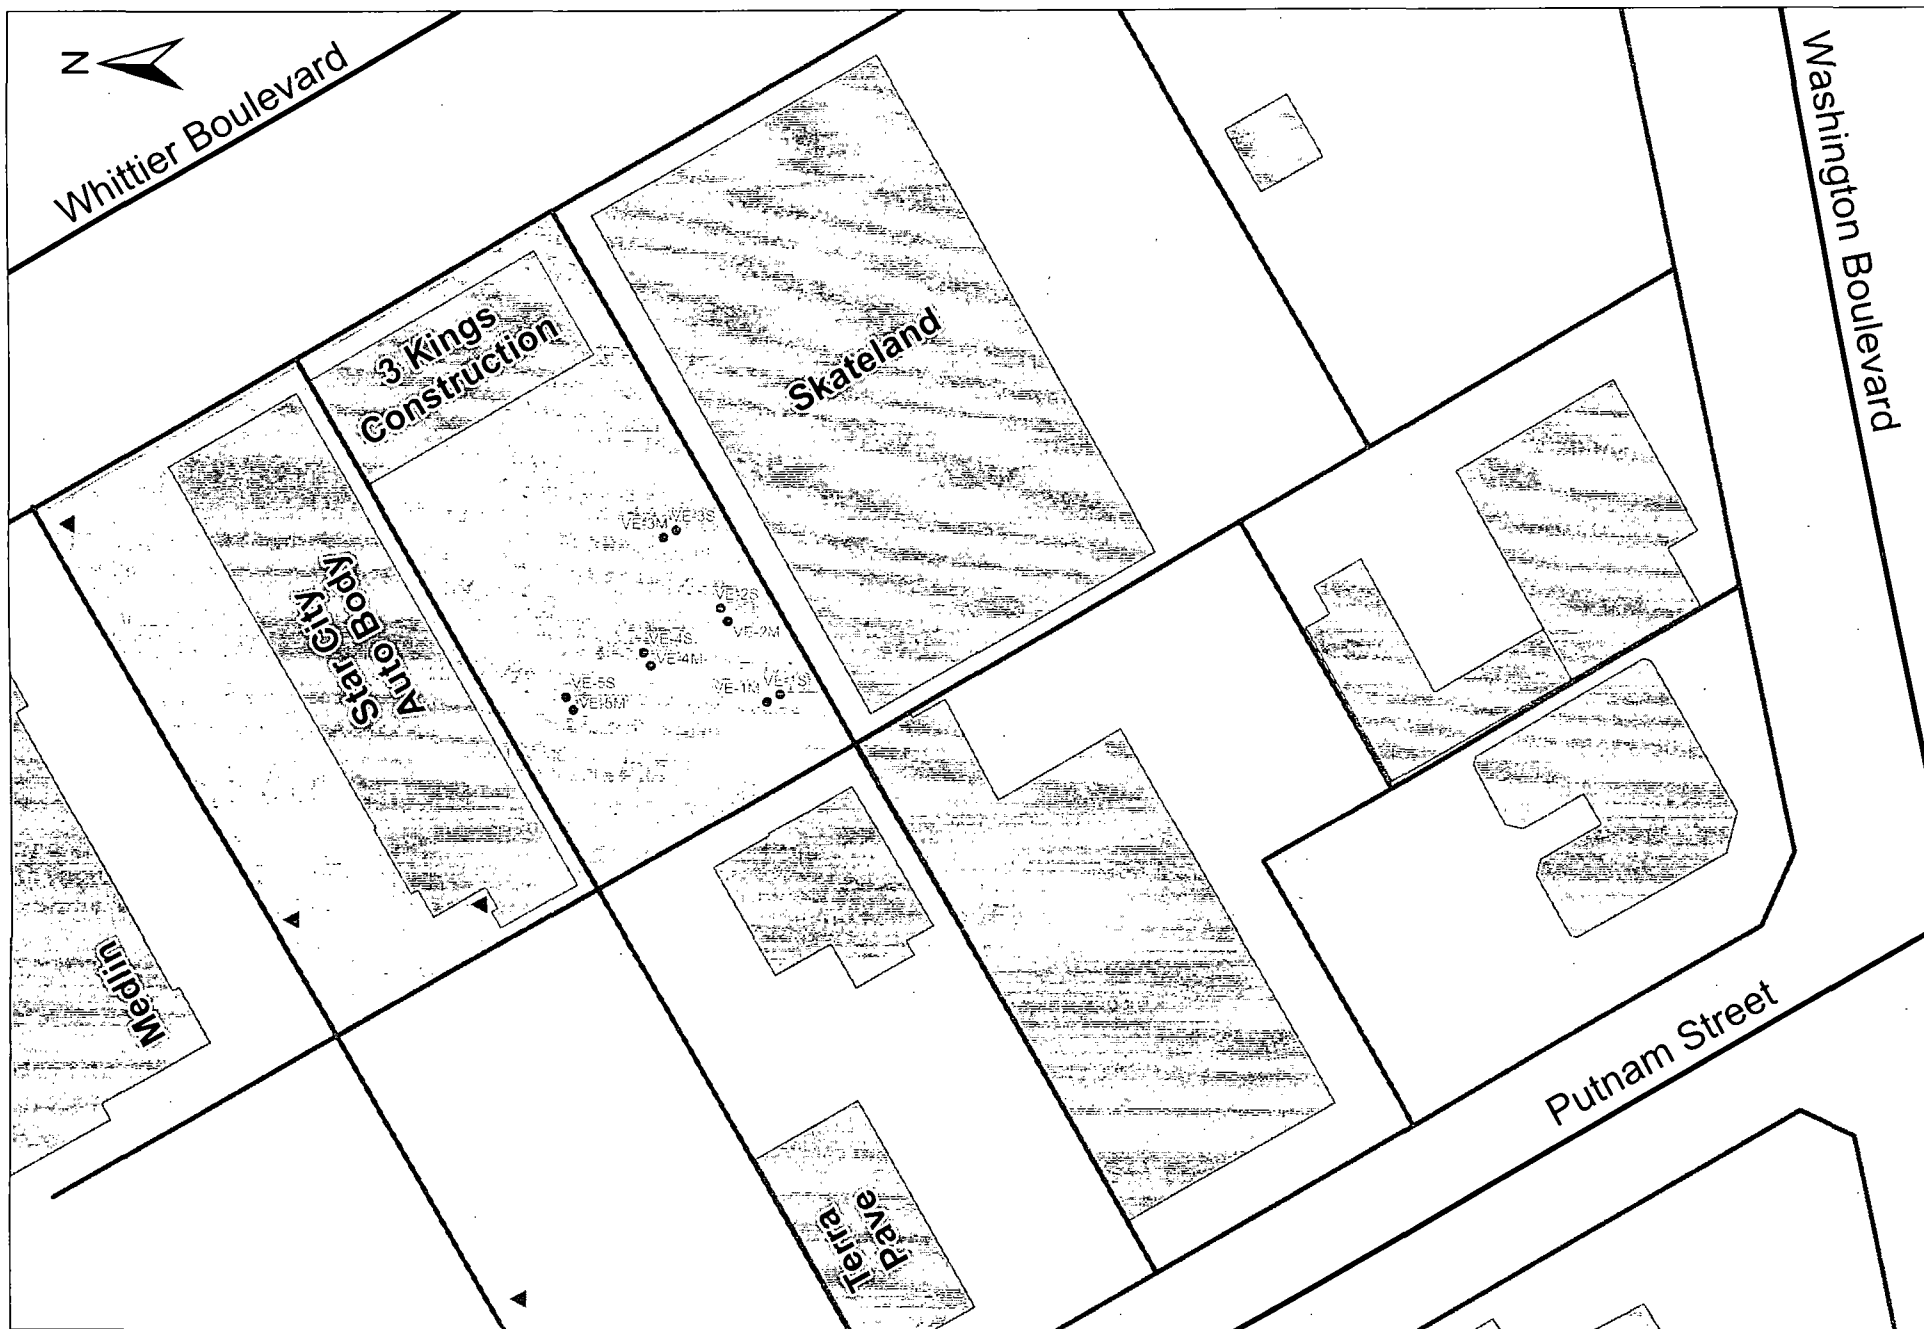 N
Whittier Boulevard
Washington Boulevard
3 Kings
Construction
Skateland
Star City
Auto Body
VE-3M
VE-3S
VE-2S
VE-2M
VE-4S
VE-4M
VE-1M
VE-1S
VE-5S
VE-5M
Medlin
Putnam Street
Terra
Pave